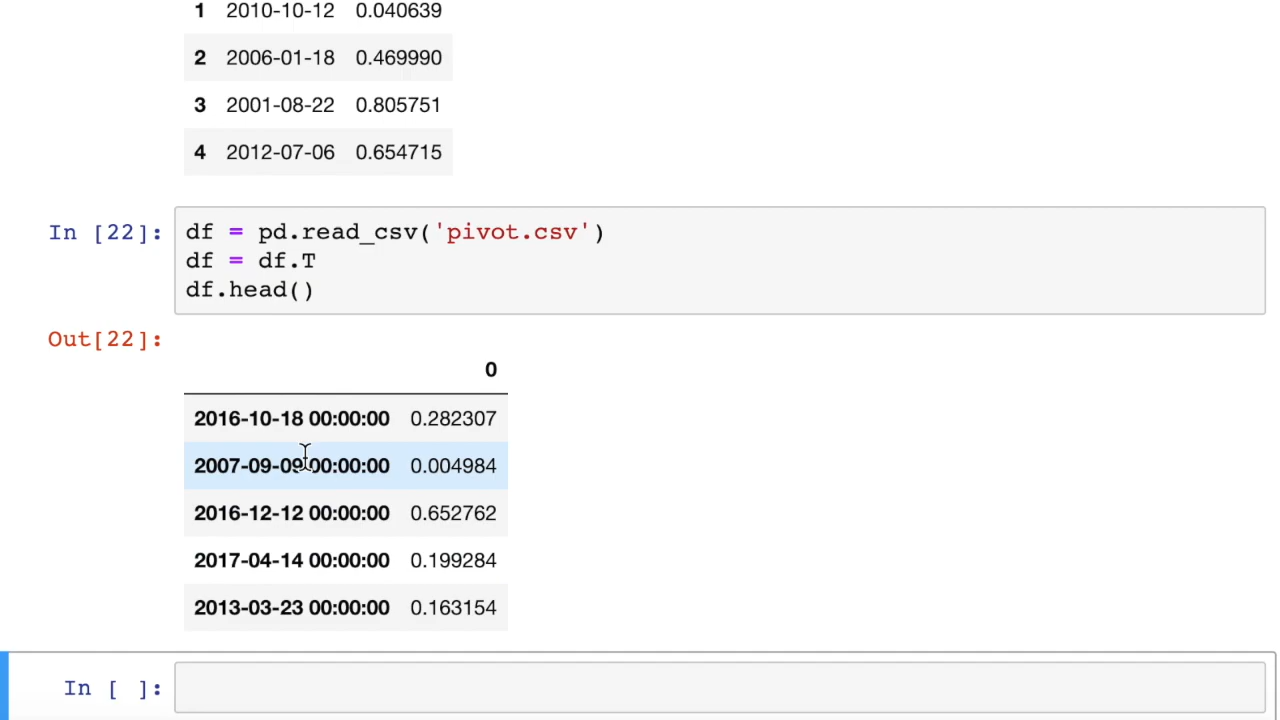 1 2010-10-12 0.040639
2 2006-01-18 0.469990
3 2001-08-22 0.805751
4 2012-07-06 0.654715
In [22]: df = pd.read_csv('pivot.csv')
df = df.T
df.head()
Out[22]:
0
2016-10-18 00:00:00 0.282307
2007-09-09 00:00:00 0.004984
2016-12-12 00:00:00 0.652762
2017-04-14 00:00:00 0.199284
2013-03-23 00:00:00 0.163154
In [ ]: